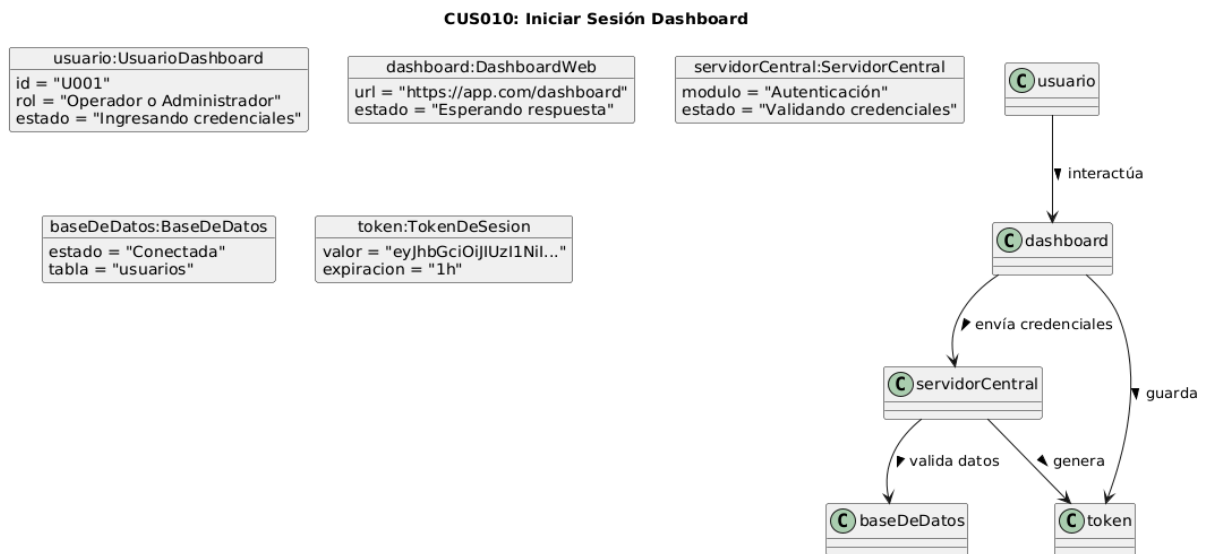 CUS010: Iniciar Sesión Dashboard
usuario:UsuarioDashboard
id = "U001"
rol = "Operador o Administrador"
estado = "Ingresando credenciales"
dashboard:DashboardWeb
url = "https://app.com/dashboard"
estado = "Esperando respuesta"
servidorCentral:ServidorCentral
modulo = "Autenticación"
estado = "Validando credenciales"
C usuario
interactúa
baseDeDatos:BaseDeDatos
estado = "Conectada"
tabla = "usuarios"
token:TokenDeSesion
valor = "eyJhbGciOiJIUzI1NiI..."
expiracion = "1h"
C dashboard
envía credenciales
C servidorCentral
guarda
valida datos
genera
C baseDeDatos
C token